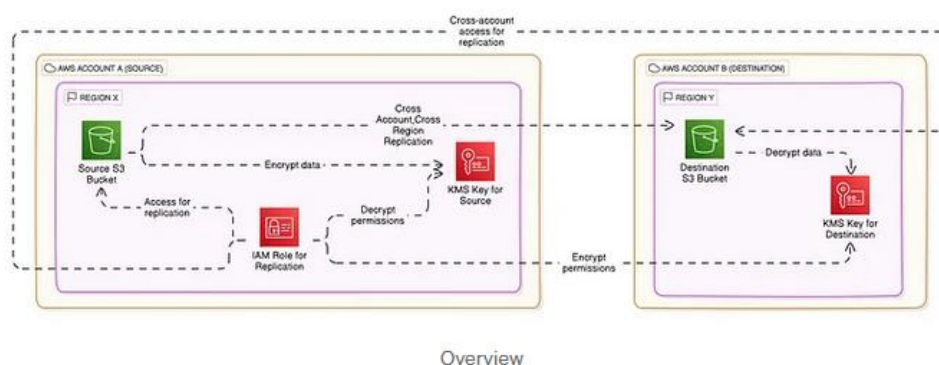 Cross-account
access for
replication
AWS ACCOUNT A (SOURCE)
AWS ACCOUNT B (DESTINATION)
REGION X
REGION Y
Cross
Account,Cross
Region
Replication
Source S3
Bucket
Encrypt data
KMS Key for
Source
Destination
S3 Bucket
Decrypt data
Access for
replication
Decrypt
permissions
KMS Key for
Destination
IAM Role for
Replication
Encrypt
permissions
Overview